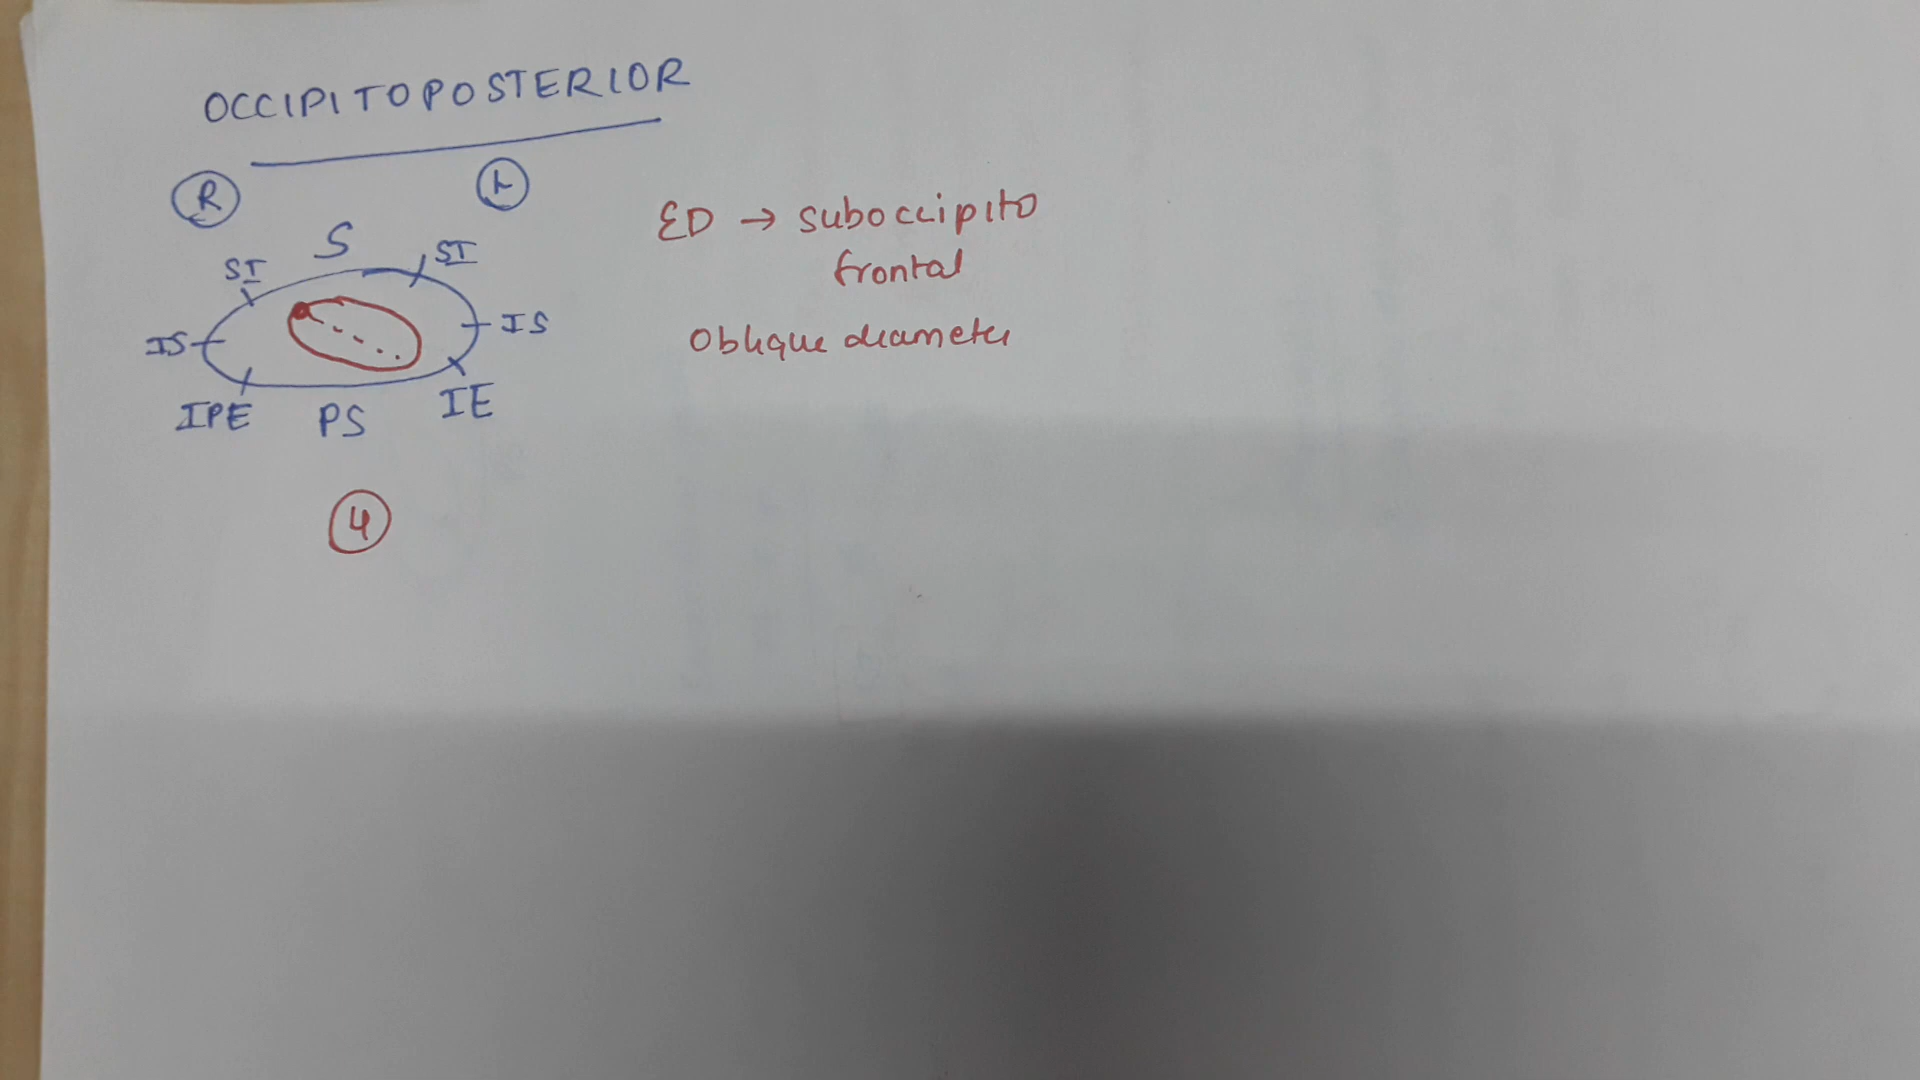 OCCIPITOPOSTERIOR
R L
S
ST ST
IS IS
IPE PS IE
4
ED → suboccipito
frontal
Oblique diameter